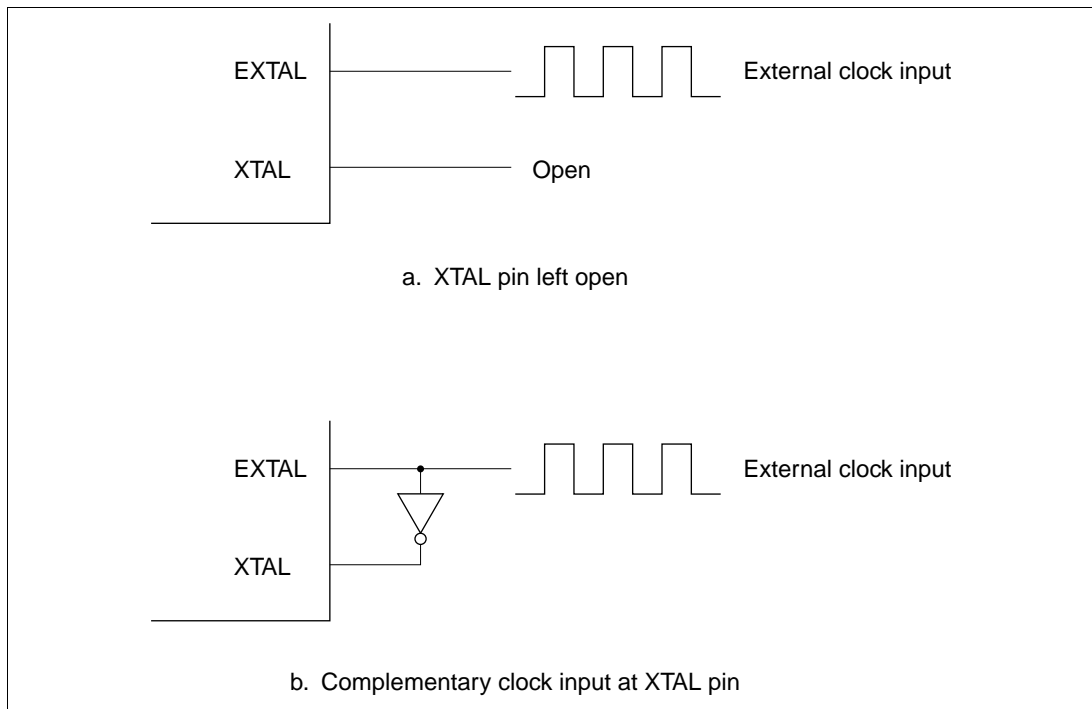 EXTAL
External clock input
XTAL
Open
a. XTAL pin left open
EXTAL
External clock input
XTAL
b. Complementary clock input at XTAL pin